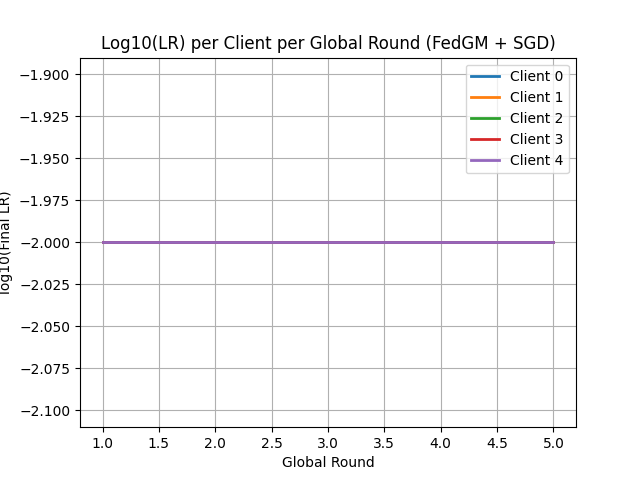 Log10(LR) per Client per Global Round (FedGM + SGD)
Client 0
Client 1
Client 2
Client 3
Client 4
log10(Final LR)
−1.900
−1.925
−1.950
−1.975
−2.000
−2.025
−2.050
−2.075
−2.100
1.0 1.5 2.0 2.5 3.0 3.5 4.0 4.5 5.0
Global Round